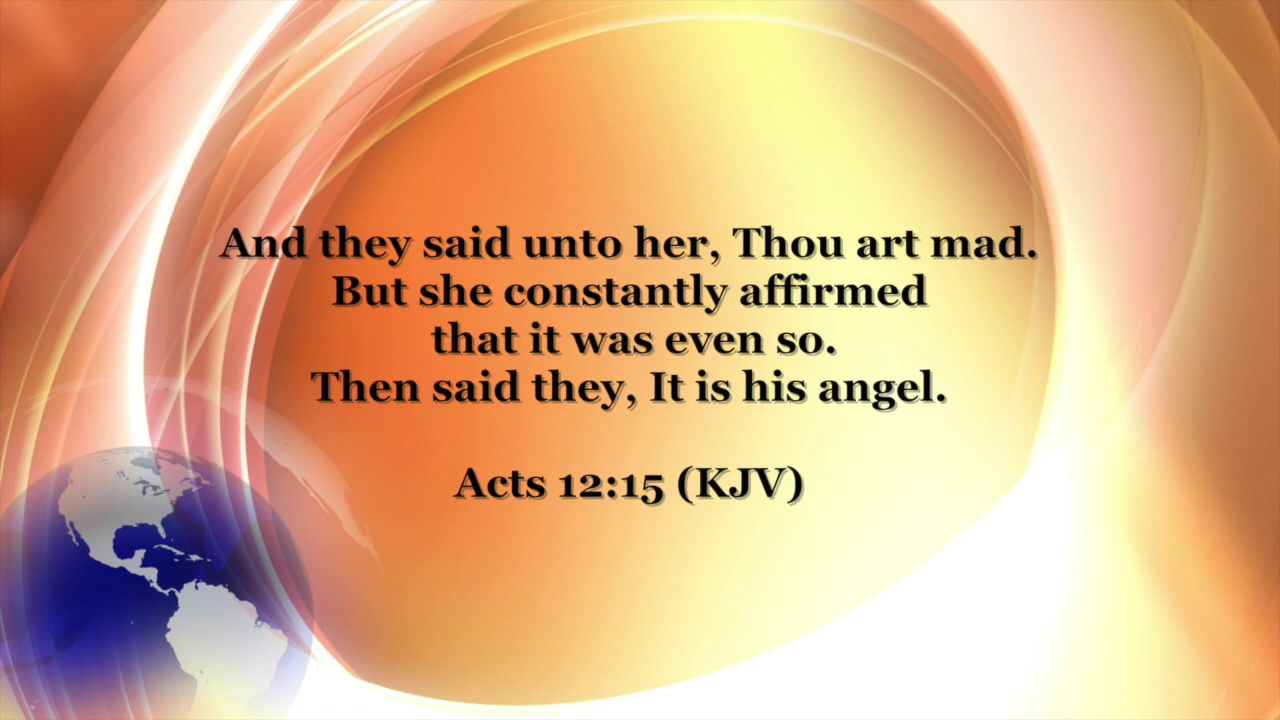 And they said unto her, Thou art mad.
But she constantly affirmed
that it was even so.
Then said they, It is his angel.
Acts 12:15 (KJV)